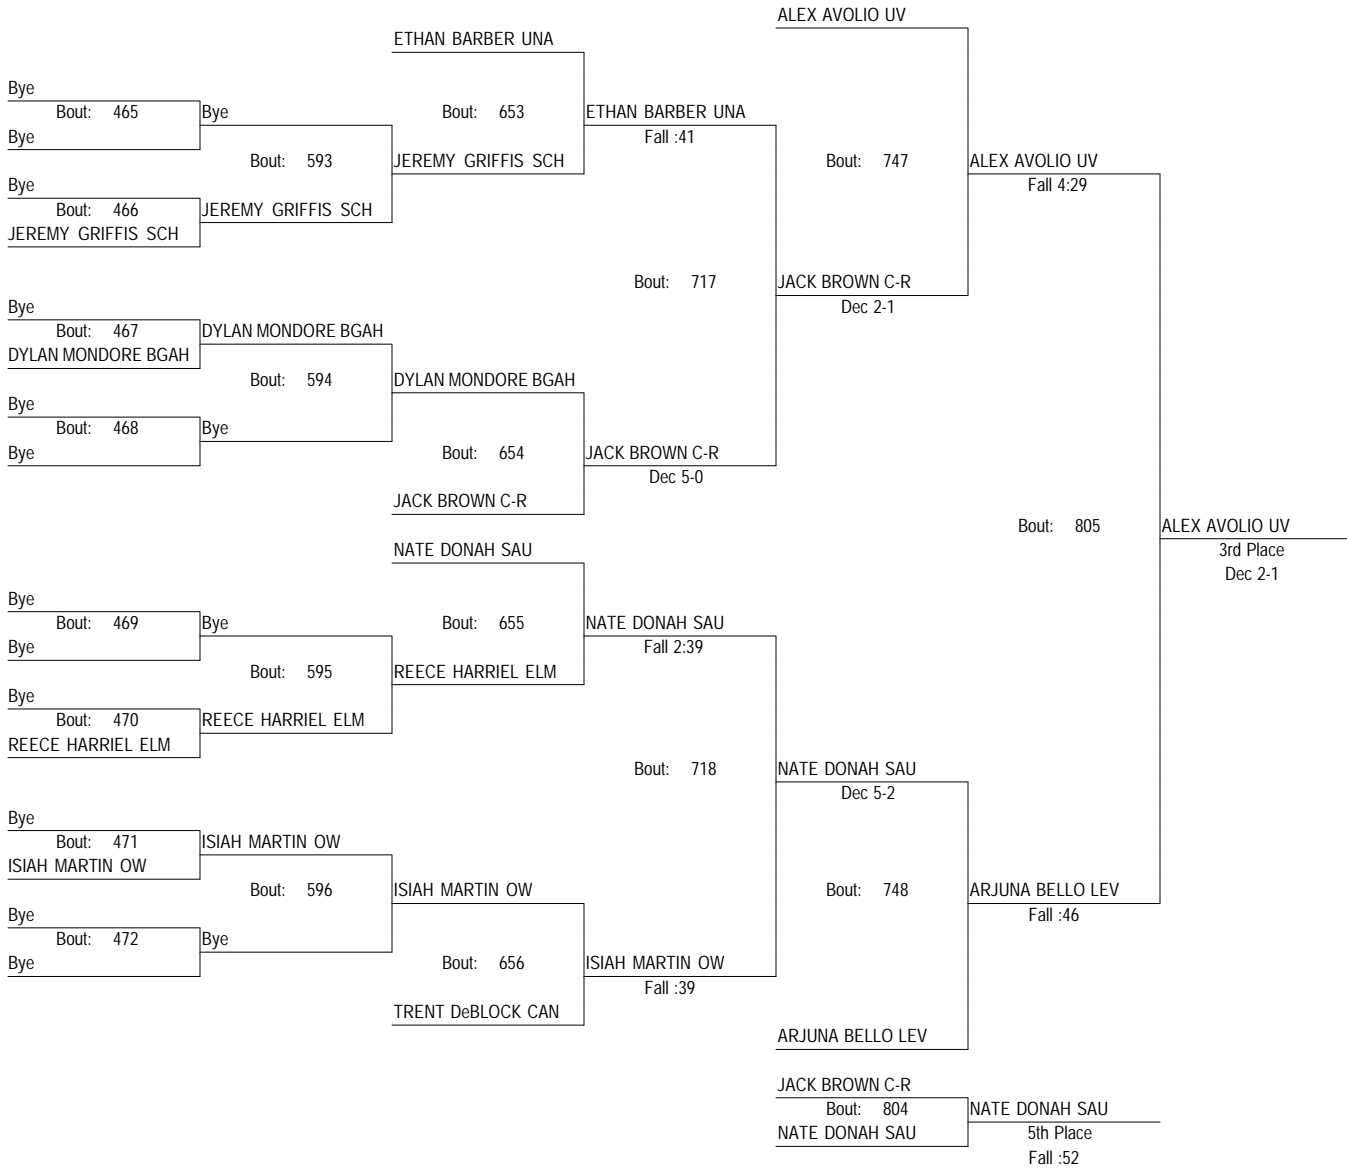 ALEX AVOLIO UV
ETHAN BARBER UNA
Bye
Bout: 465
Bye
Bye
Bout: 653
ETHAN BARBER UNA
Fall :41
Bout: 593
JEREMY GRIFFIS SCH
Bout: 747
ALEX AVOLIO UV
Fall 4:29
Bye
Bout: 466
JEREMY GRIFFIS SCH
JEREMY GRIFFIS SCH
Bout: 717
JACK BROWN C-R
Dec 2-1
Bye
Bout: 467
DYLAN MONDORE BGAH
DYLAN MONDORE BGAH
Bout: 594
DYLAN MONDORE BGAH
Bye
Bout: 468
Bye
Bye
Bout: 654
JACK BROWN C-R
Dec 5-0
JACK BROWN C-R
Bout: 805
ALEX AVOLIO UV
3rd Place
Dec 2-1
NATE DONAH SAU
Bye
Bout: 469
Bye
Bye
Bout: 655
NATE DONAH SAU
Fall 2:39
Bout: 595
REECE HARRIEL ELM
Bye
Bout: 470
REECE HARRIEL ELM
REECE HARRIEL ELM
Bout: 718
NATE DONAH SAU
Dec 5-2
Bye
Bout: 471
ISIAH MARTIN OW
ISIAH MARTIN OW
Bout: 596
ISIAH MARTIN OW
Bout: 748
ARJUNA BELLO LEV
Fall :46
Bye
Bout: 472
Bye
Bye
Bout: 656
ISIAH MARTIN OW
Fall :39
TRENT DeBLOCK CAN
ARJUNA BELLO LEV
JACK BROWN C-R
Bout: 804
NATE DONAH SAU
NATE DONAH SAU
5th Place
Fall :52